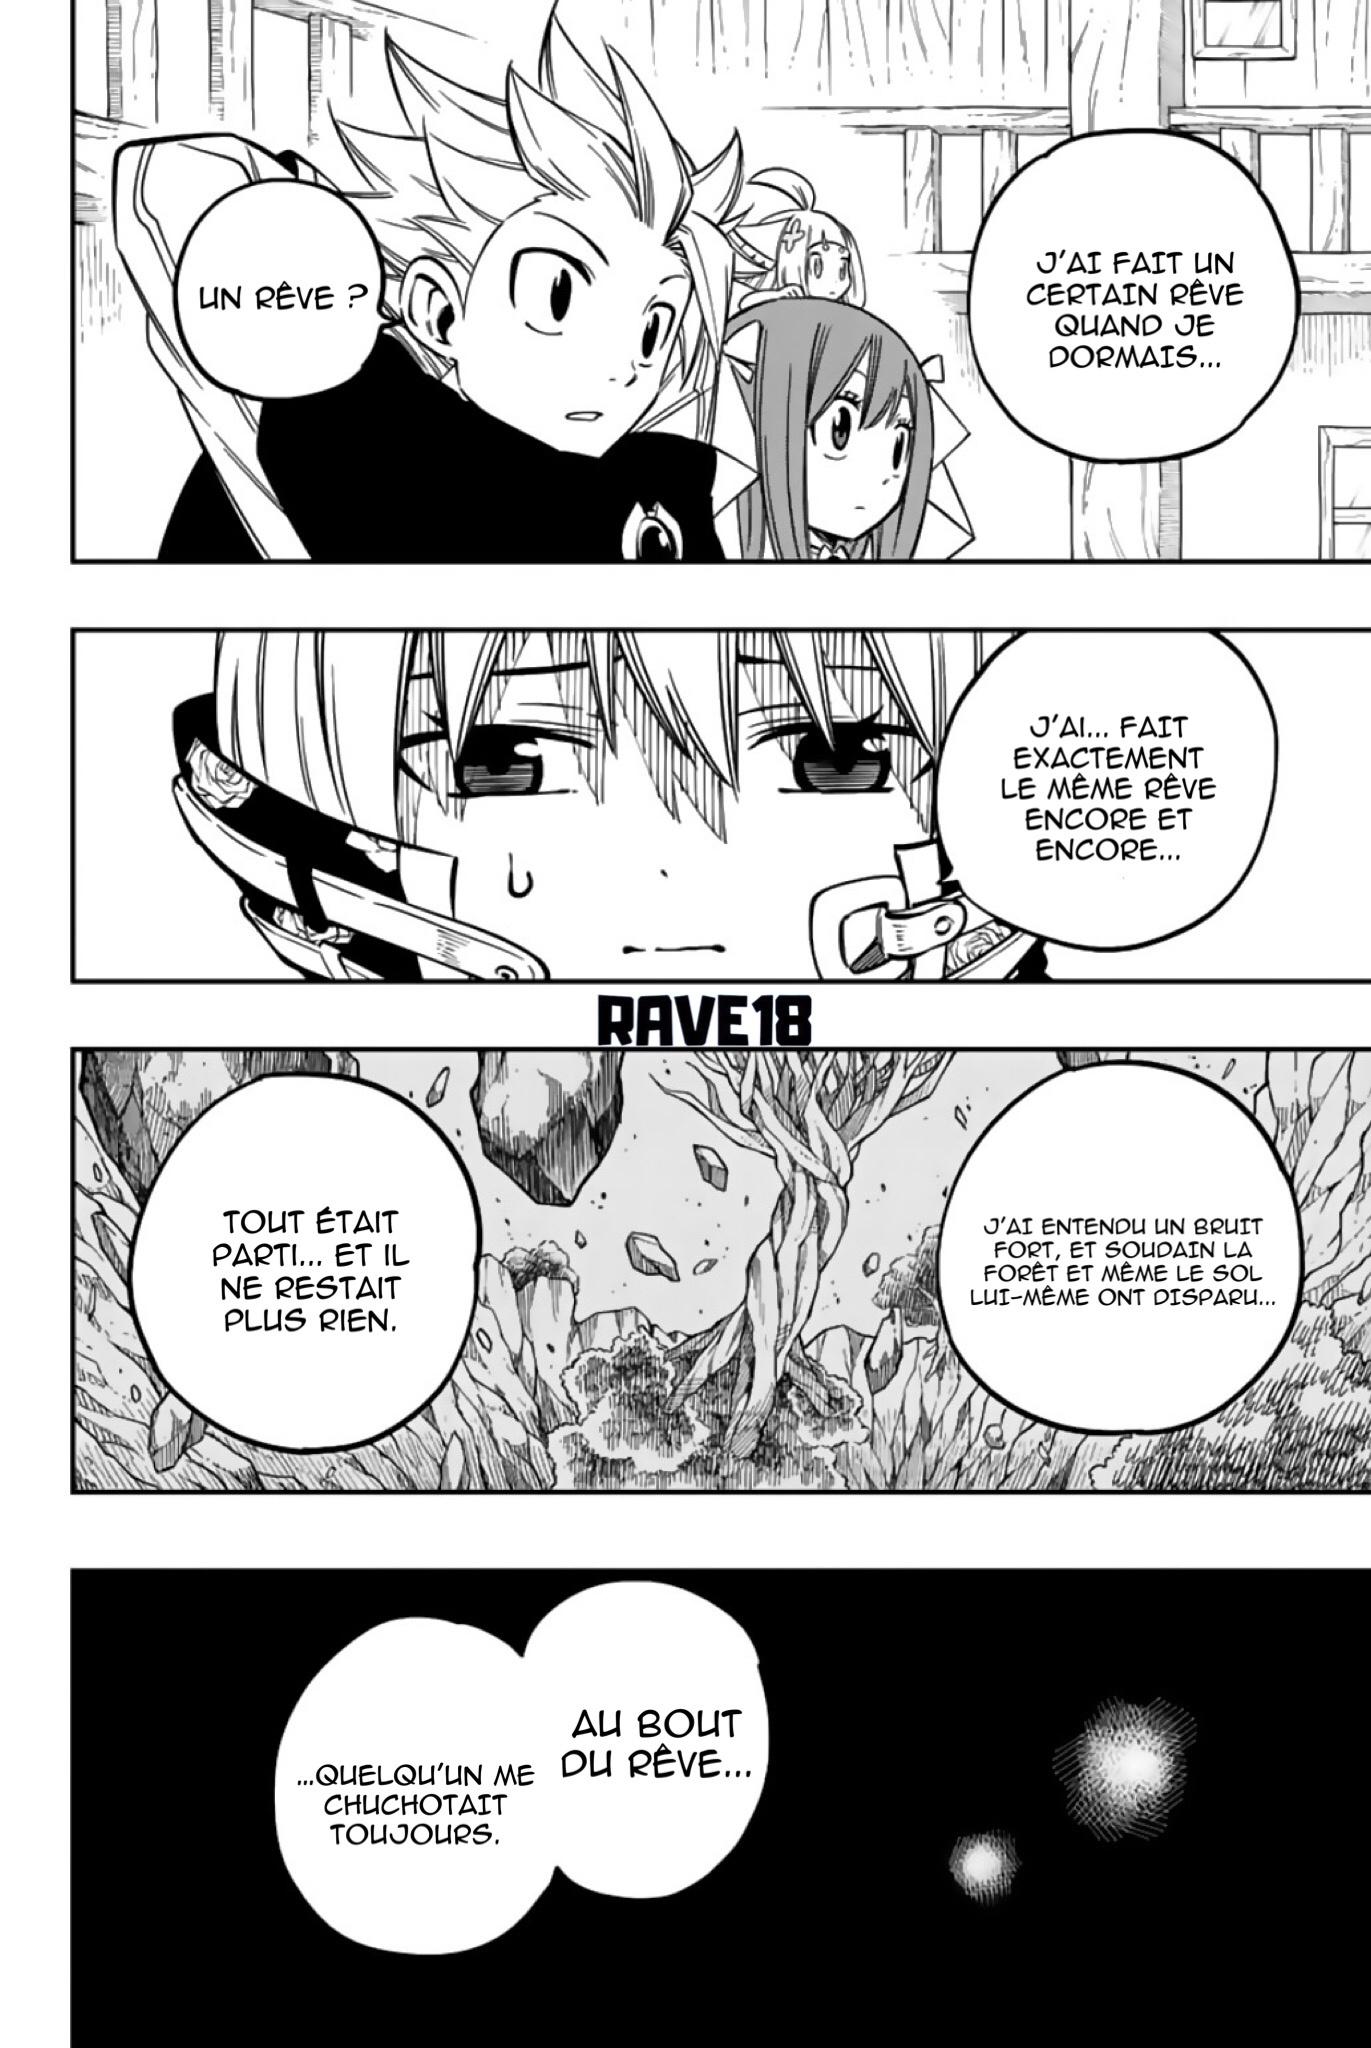 J'AI FAIT UN
CERTAIN RÊVE
QUAND JE
DORMAIS...
UN RÊVE ?
J'AI... FAIT
EXACTEMENT
LE MÊME RÊVE
ENCORE ET
ENCORE...
RAVE18
J'AI ENTENDU UN BRUIT
FORT, ET SOUDAIN LA
FORÊT ET MÊME LE SOL
LUI-MÊME ONT DISPARU...
TOUT ÉTAIT
PARTI... ET IL
NE RESTAIT
PLUS RIEN.
AU BOUT
DU RÊVE...
...QUELQU'UN ME
CHUCHOTAIT
TOUJOURS.